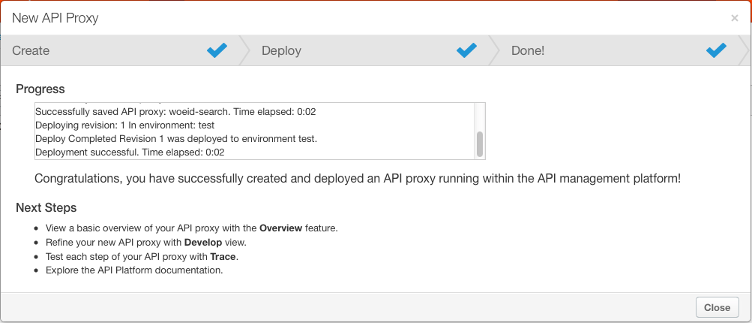 New API Proxy
×
Create
Deploy
Done!
Progress
Successfully saved API proxy: woeid-search. Time elapsed: 0:02
Deploying revision: 1 In environment: test
Deploy Completed Revision 1 was deployed to environment test.
Deployment successful. Time elapsed: 0:02
Congratulations, you have successfully created and deployed an API proxy running within the API management platform!
Next Steps
• View a basic overview of your API proxy with the Overview feature.
• Refine your new API proxy with Develop view.
• Test each step of your API proxy with Trace.
• Explore the API Platform documentation.
Close